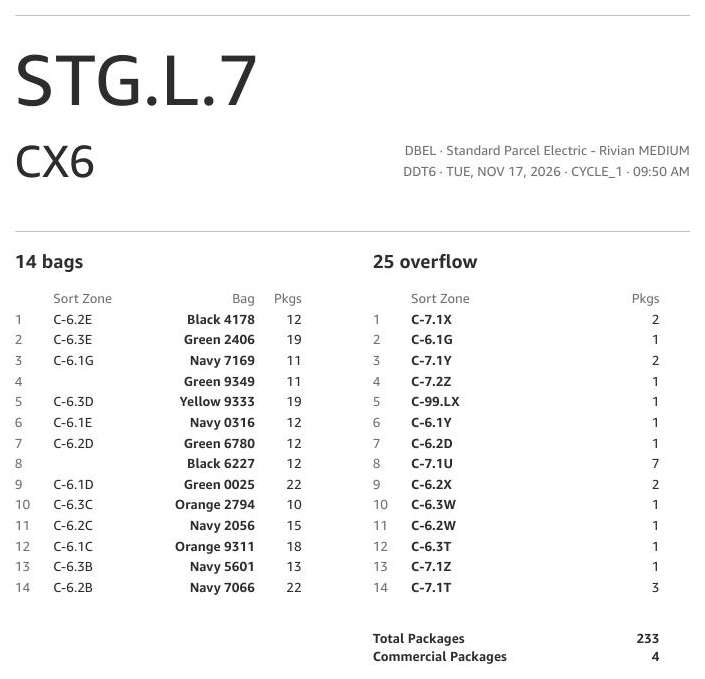 STG.L.7
CX6
DBEL · Standard Parcel Electric - Rivian MEDIUM
DDT6 · TUE, NOV 17, 2026 · CYCLE_1 · 09:50 AM
14 bags
Sort Zone Bag Pkgs
1 C-6.2E Black 4178 12
2 C-6.3E Green 2406 19
3 C-6.1G Navy 7169 11
4 Green 9349 11
5 C-6.3D Yellow 9333 19
6 C-6.1E Navy 0316 12
7 C-6.2D Green 6780 12
8 Black 6227 12
9 C-6.1D Green 0025 22
10 C-6.3C Orange 2794 10
11 C-6.2C Navy 2056 15
12 C-6.1C Orange 9311 18
13 C-6.3B Navy 5601 13
14 C-6.2B Navy 7066 22
25 overflow
Sort Zone Pkgs
1 C-7.1X 2
2 C-6.1G 1
3 C-7.1Y 2
4 C-7.2Z 1
5 C-99.LX 1
6 C-6.1Y 1
7 C-6.2D 1
8 C-7.1U 7
9 C-6.2X 2
10 C-6.3W 1
11 C-6.2W 1
12 C-6.3T 1
13 C-7.1Z 1
14 C-7.1T 3
Total Packages 233
Commercial Packages 4